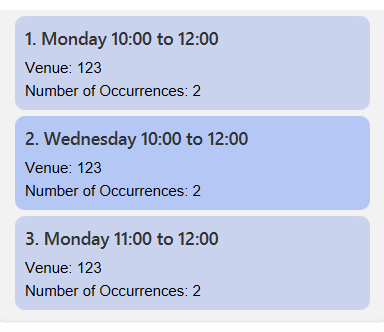 1. Monday 10:00 to 12:00
Venue: 123
Number of Occurrences: 2
2. Wednesday 10:00 to 12:00
Venue: 123
Number of Occurrences: 2
3. Monday 11:00 to 12:00
Venue: 123
Number of Occurrences: 2